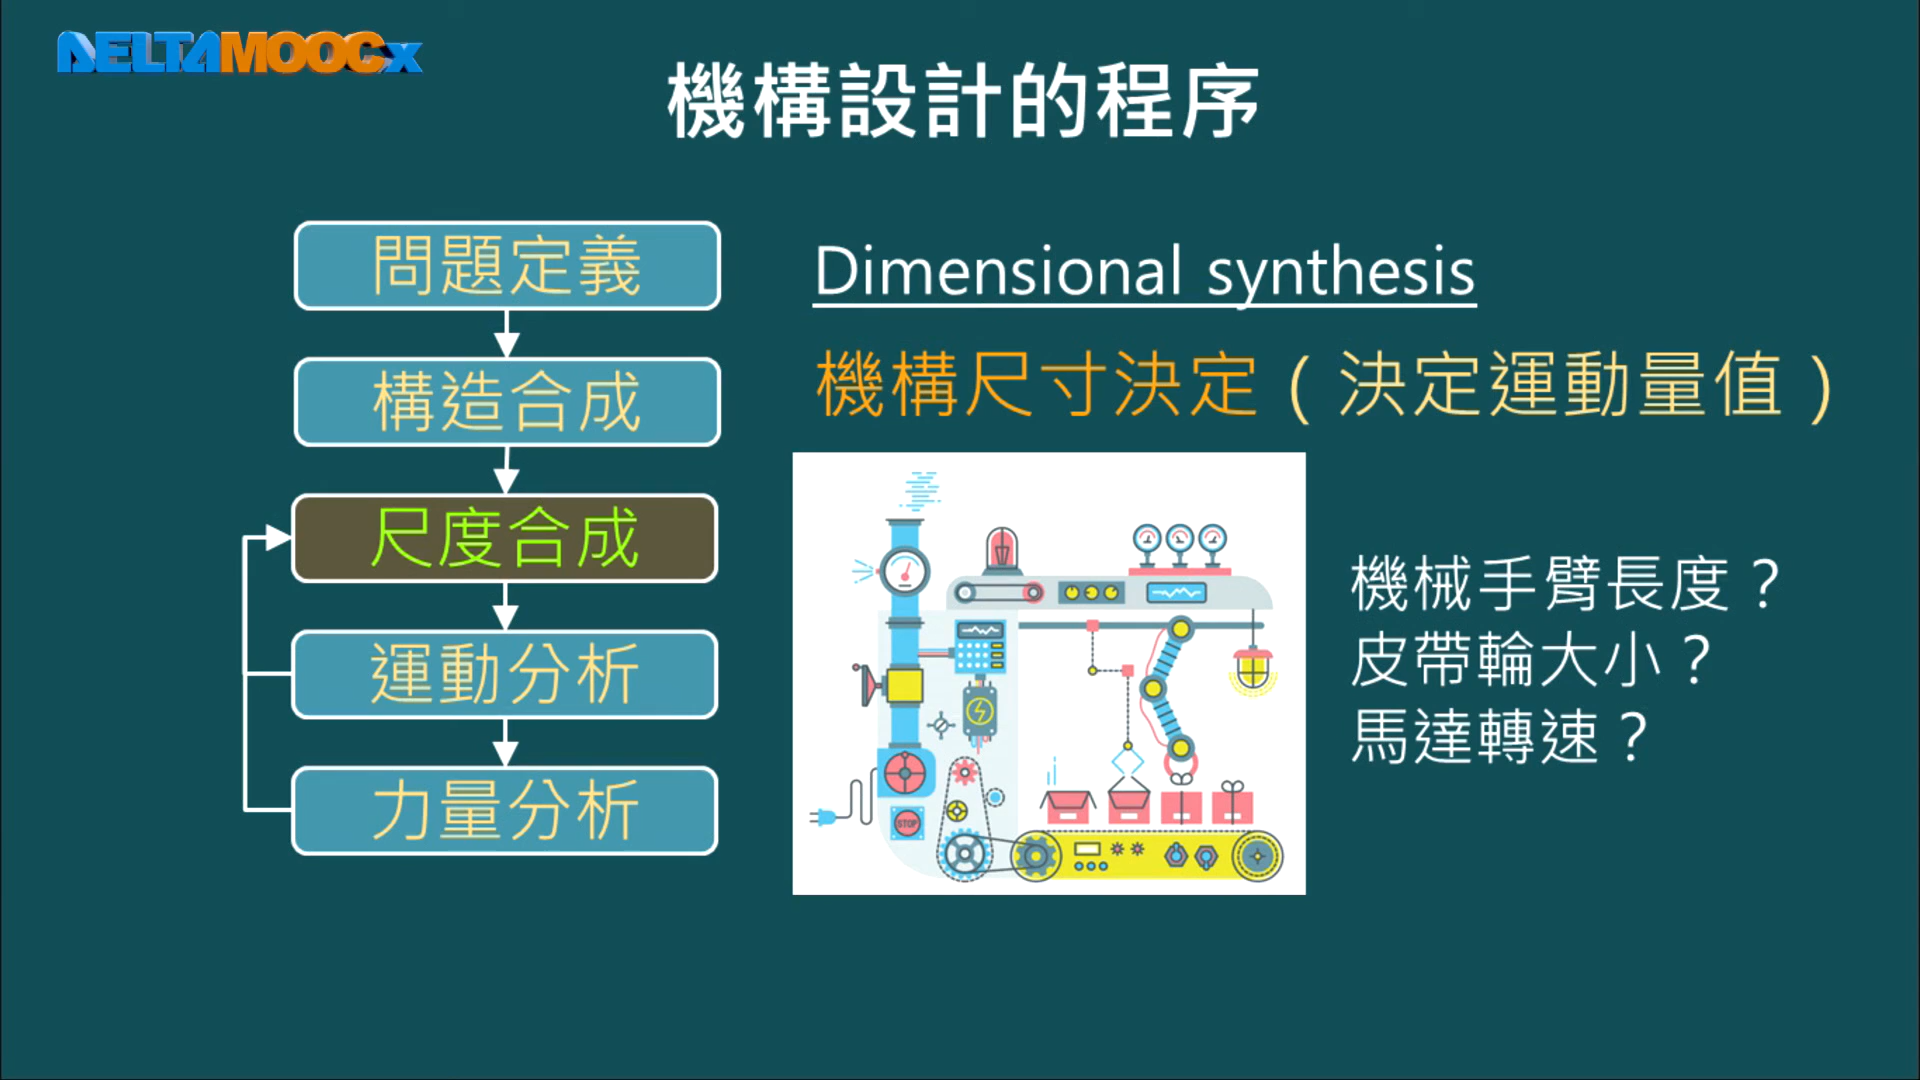 DELTAMOOCx
機構設計的程序
問題定義
構造合成
尺度合成
運動分析
力量分析
Dimensional synthesis
機構尺寸決定（決定運動量值）
STOP
機械手臂長度？
皮帶輪大小？
馬達轉速？